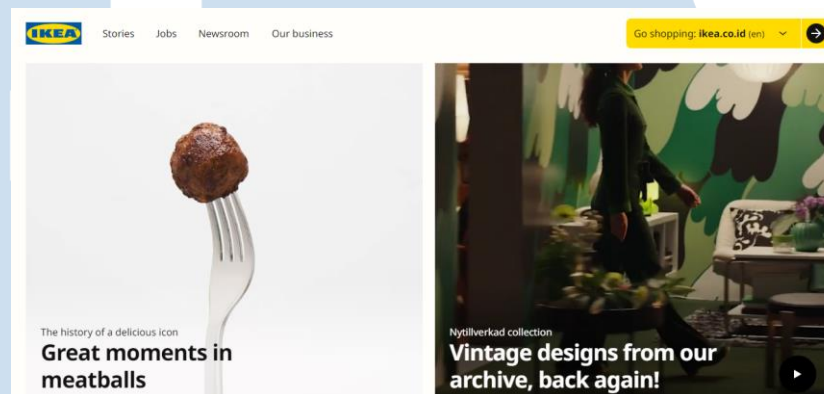 IKEA
Stories Jobs Newsroom Our business
Go shopping: ikea.co.id (en)
The history of a delicious icon
Great moments in
meatballs
Nytillverkad collection
Vintage designs from our
archive, back again!